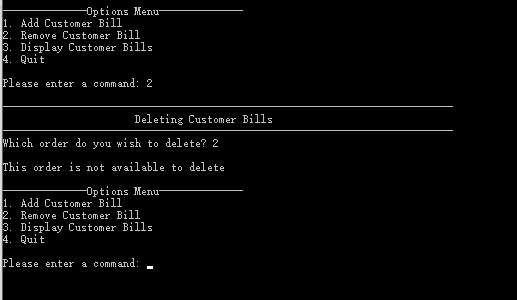 Options Menu
1. Add Customer Bill
2. Remove Customer Bill
3. Display Customer Bills
4. Quit
Please enter a command: 2
Deleting Customer Bills
Which order do you wish to delete? 2
This order is not available to delete
Options Menu
1. Add Customer Bill
2. Remove Customer Bill
3. Display Customer Bills
4. Quit
Please enter a command: